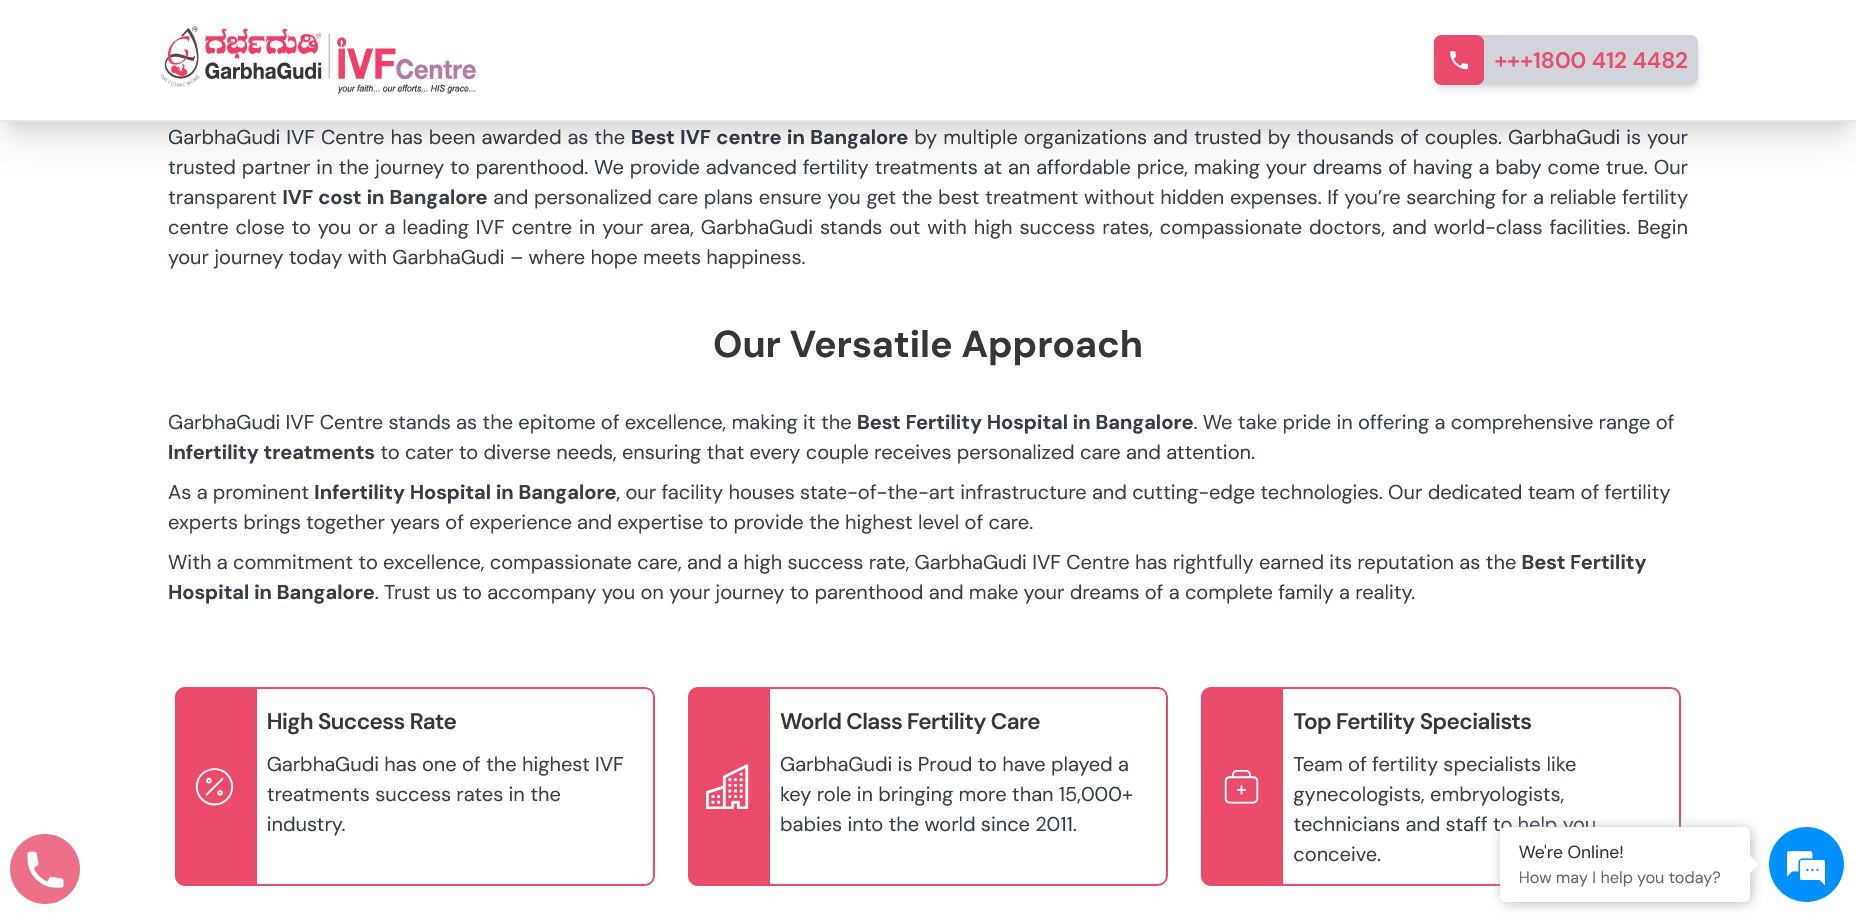 ಗರ್ಭಗುಡಿ
GarbhaGudi
iVF Centre
your faith... our efforts... HIS grace...
+++1800 412 4482
GarbhaGudi IVF Centre has been awarded as the Best IVF centre in Bangalore by multiple organizations and trusted by thousands of couples. GarbhaGudi is your
trusted partner in the journey to parenthood. We provide advanced fertility treatments at an affordable price, making your dreams of having a baby come true. Our
transparent IVF cost in Bangalore and personalized care plans ensure you get the best treatment without hidden expenses. If you’re searching for a reliable fertility
centre close to you or a leading IVF centre in your area, GarbhaGudi stands out with high success rates, compassionate doctors, and world-class facilities. Begin
your journey today with GarbhaGudi – where hope meets happiness.
Our Versatile Approach
GarbhaGudi IVF Centre stands as the epitome of excellence, making it the Best Fertility Hospital in Bangalore. We take pride in offering a comprehensive range of
Infertility treatments to cater to diverse needs, ensuring that every couple receives personalized care and attention.
As a prominent Infertility Hospital in Bangalore, our facility houses state-of-the-art infrastructure and cutting-edge technologies. Our dedicated team of fertility
experts brings together years of experience and expertise to provide the highest level of care.
With a commitment to excellence, compassionate care, and a high success rate, GarbhaGudi IVF Centre has rightfully earned its reputation as the Best Fertility
Hospital in Bangalore. Trust us to accompany you on your journey to parenthood and make your dreams of a complete family a reality.
High Success Rate
GarbhaGudi has one of the highest IVF
treatments success rates in the
industry.
World Class Fertility Care
GarbhaGudi is Proud to have played a
key role in bringing more than 15,000+
babies into the world since 2011.
Top Fertility Specialists
Team of fertility specialists like
gynecologists, embryologists,
technicians and staff to help you
conceive.
We're Online!
How may I help you today?